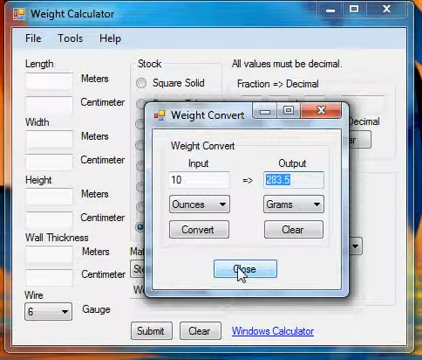 Weight Calculator
File Tools Help
Length
Meters
Centimeter
Width
Meters
Centimeter
Height
Meters
Centimeter
Wall Thickness
Meters
Centimeter
Wire
6 Gauge
Stock
Square Solid
All values must be decimal.
Fraction => Decimal
Decimal
Weight Convert
Weight Convert
Input Output
10 => 283.5
Ounces Grams
Convert Clear
Close
Submit Clear Windows Calculator